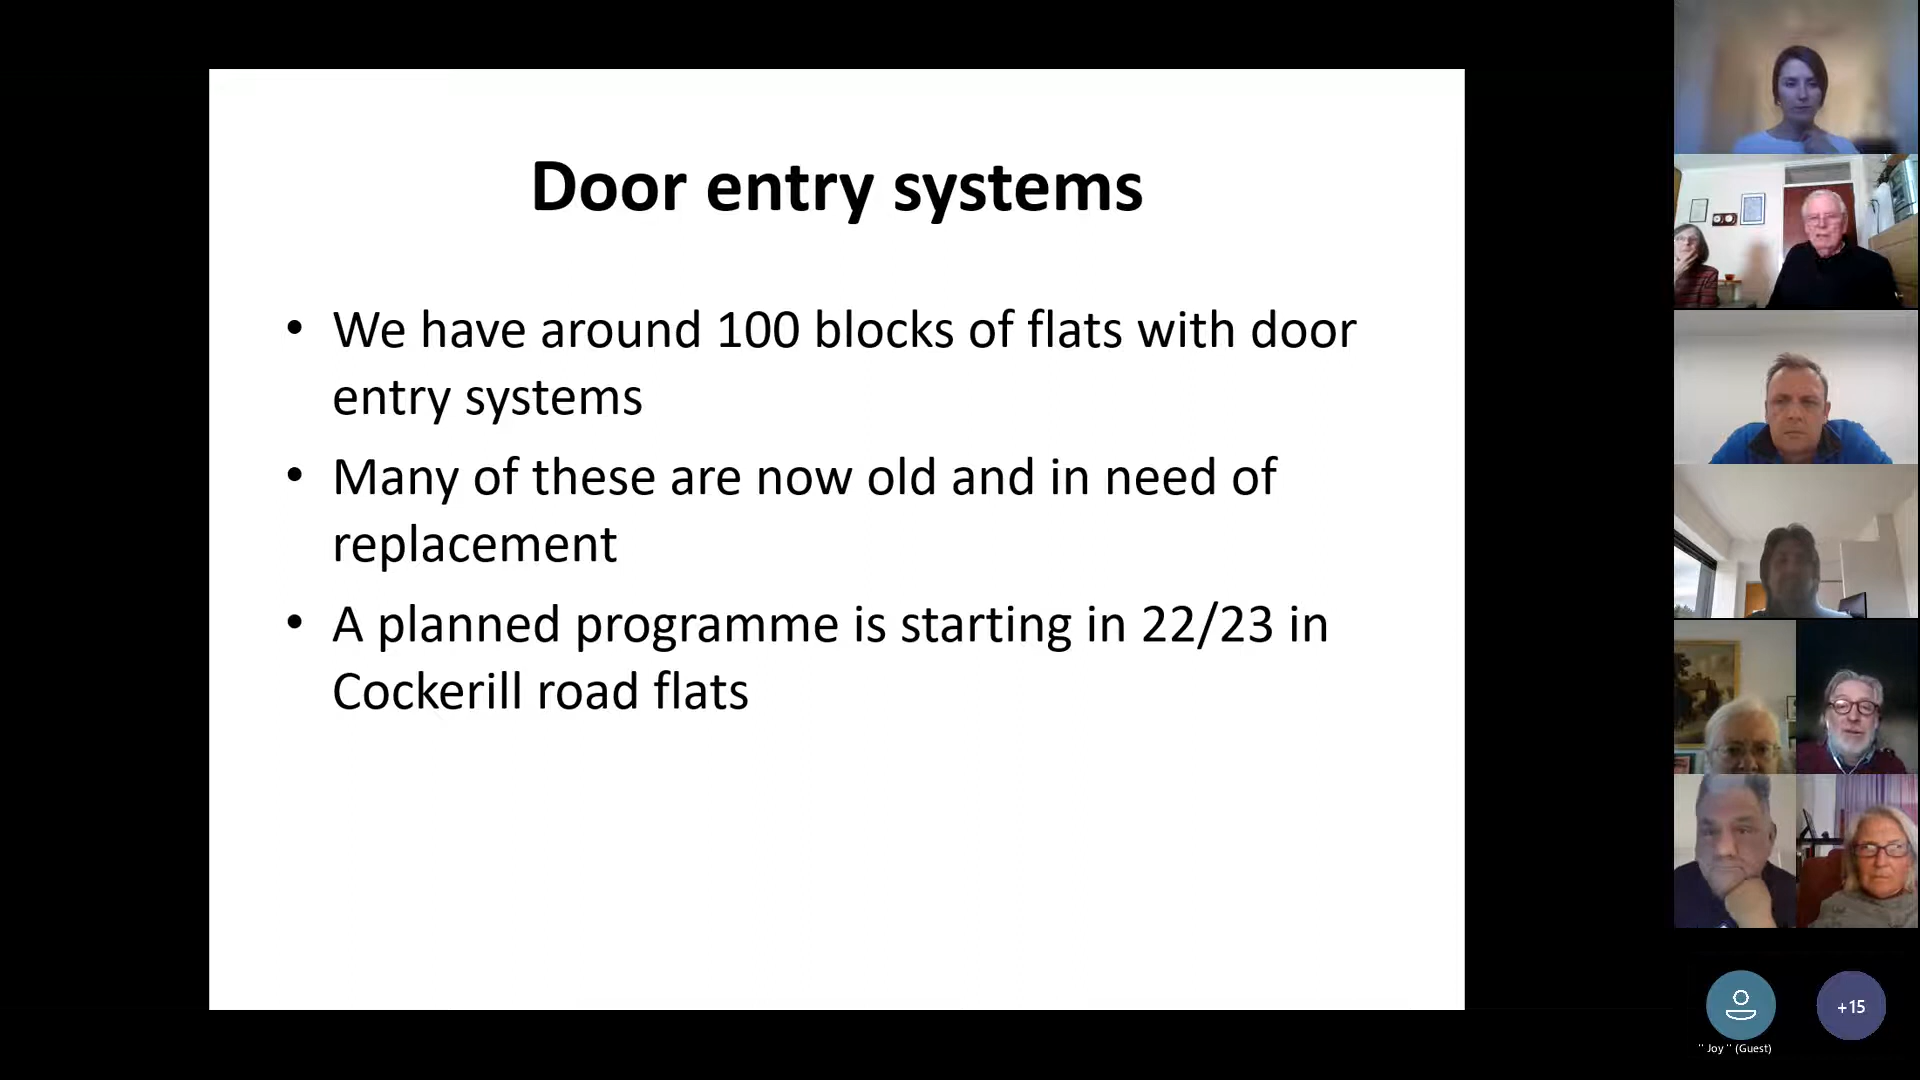 Door entry systems
• We have around 100 blocks of flats with door
entry systems
• Many of these are now old and in need of
replacement
• A planned programme is starting in 22/23 in
Cockerill road flats
+15
" Joy " (Guest)